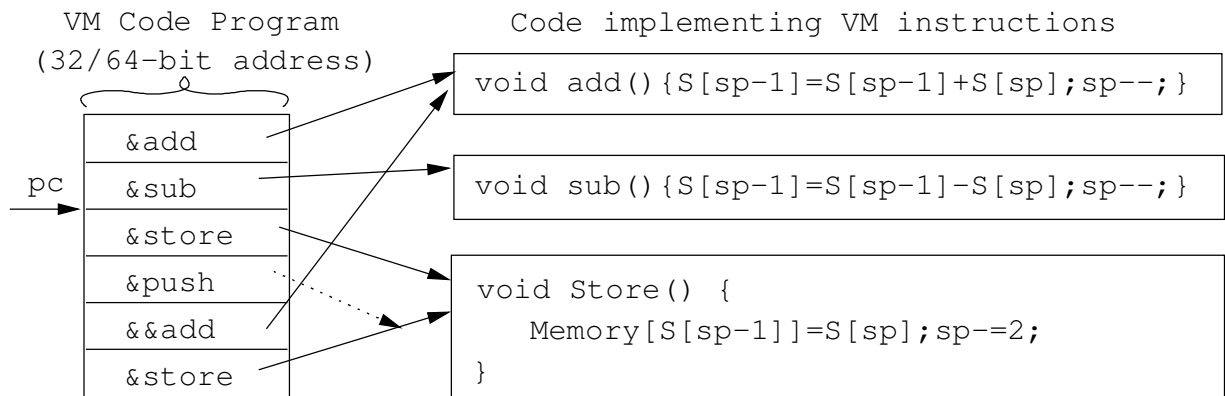 VM Code Program
(32/64-bit address)
Code implementing VM instructions
pc
&add
&sub
&store
&push
&&add
&store
void add(){S[sp-1]=S[sp-1]+S[sp];sp--;}
void sub(){S[sp-1]=S[sp-1]-S[sp];sp--;}
void Store() {
Memory[S[sp-1]]=S[sp];sp-=2;
}